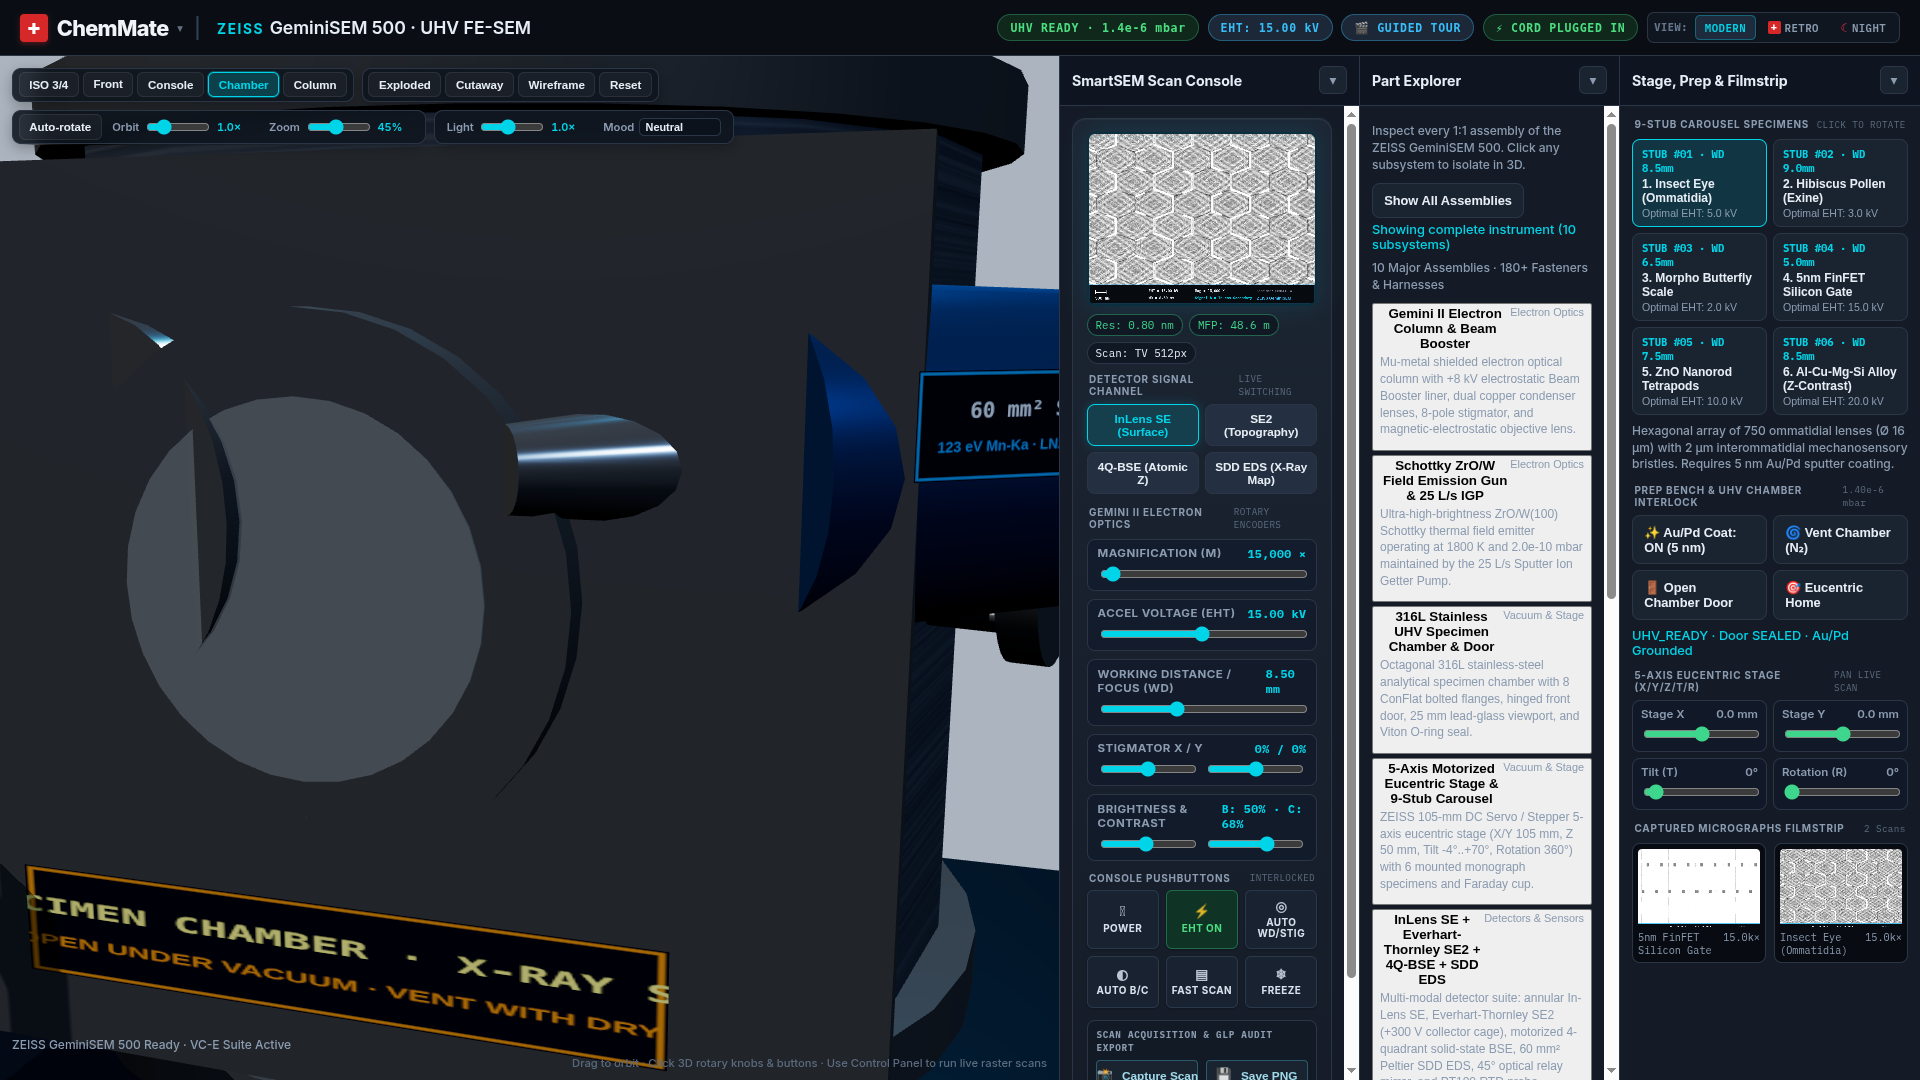 ChemMate ▾
ZEISS GeminiSEM 500 · UHV FE-SEM
UHV READY · 1.4e-6 mbar
EHT: 15.00 kV
🎬 GUIDED TOUR
⚡ CORD PLUGGED IN
VIEW: MODERN RETRO NIGHT
ISO 3/4 Front Console Chamber Column
Exploded Cutaway Wireframe Reset
Auto-rotate Orbit 1.0× Zoom 45%
Light 1.0× Mood Neutral
60 mm²
123 eV Mn-Ka ·
CIMEN CHAMBER · X-RAY S
OPEN UNDER VACUUM · VENT WITH DRY
ZEISS GeminiSEM 500 Ready · VC-E Suite Active
Drag to orbit · Click 3D rotary knobs & buttons · Use Control Panel to run live raster scans
SmartSEM Scan Console
Res: 0.80 nm
MFP: 48.6 m
Scan: TV 512px
DETECTOR SIGNAL
CHANNEL
LIVE
SWITCHING
InLens SE
(Surface)
SE2
(Topography)
4Q-BSE (Atomic
Z)
SDD EDS (X-Ray
Map)
GEMINI II ELECTRON
OPTICS
ROTARY
ENCODERS
MAGNIFICATION (M) 15,000 ×
ACCEL VOLTAGE (EHT) 15.00 kV
WORKING DISTANCE /
FOCUS (WD)
8.50
mm
STIGMATOR X / Y 0% / 0%
BRIGHTNESS &
CONTRAST
B: 50% · C:
68%
CONSOLE PUSHBUTTONS INTERLOCKED
POWER
EHT ON
AUTO
WD/STIG
AUTO B/C
FAST SCAN
FREEZE
SCAN ACQUISITION & GLP AUDIT
EXPORT
Capture Scan
Save PNG
Part Explorer
Inspect every 1:1 assembly of the
ZEISS GeminiSEM 500. Click any
subsystem to isolate in 3D.
Show All Assemblies
Showing complete instrument (10
subsystems)
10 Major Assemblies · 180+ Fasteners
& Harnesses
Gemini II Electron
Column & Beam
Booster
Electron Optics
Mu-metal shielded electron optical
column with +8 kV electrostatic Beam
Booster liner, dual copper condenser
lenses, 8-pole stigmator, and
magnetic-electrostatic objective lens.
Schottky ZrO/W
Field Emission Gun
& 25 L/s IGP
Electron Optics
Ultra-high-brightness ZrO/W(100)
Schottky thermal field emitter
operating at 1800 K and 2.0e-10 mbar
maintained by the 25 L/s Sputter Ion
Getter Pump.
316L Stainless
UHV Specimen
Chamber & Door
Vacuum & Stage
Octagonal 316L stainless-steel
analytical specimen chamber with 8
ConFlat bolted flanges, hinged front
door, 25 mm lead-glass viewport, and
Viton O-ring seal.
5-Axis Motorized
Eucentric Stage &
9-Stub Carousel
Vacuum & Stage
ZEISS 105-mm DC Servo / Stepper 5-
axis eucentric stage (X/Y 105 mm, Z
50 mm, Tilt -4°..+70°, Rotation 360°)
with 6 mounted monograph
specimens and Faraday cup.
InLens SE +
Everhart-
Thornley SE2 +
4Q-BSE + SDD
EDS
Detectors & Sensors
Multi-modal detector suite: annular In-
Lens SE, Everhart-Thornley SE2
(+300 V collector cage), motorized 4-
quadrant solid-state BSE, 60 mm²
Peltier SDD EDS, 45° optical relay
Stage, Prep & Filmstrip
9-STUB CAROUSEL SPECIMENS CLICK TO ROTATE
STUB #01 · WD
8.5mm
1. Insect Eye
(Ommatidia)
Optimal EHT: 5.0 kV
STUB #02 · WD
9.0mm
2. Hibiscus Pollen
(Exine)
Optimal EHT: 3.0 kV
STUB #03 · WD
6.5mm
3. Morpho Butterfly
Scale
Optimal EHT: 2.0 kV
STUB #04 · WD
5.0mm
4. 5nm FinFET
Silicon Gate
Optimal EHT: 15.0 kV
STUB #05 · WD
7.5mm
5. ZnO Nanorod
Tetrapods
Optimal EHT: 10.0 kV
STUB #06 · WD
8.5mm
6. Al-Cu-Mg-Si Alloy
(Z-Contrast)
Optimal EHT: 20.0 kV
Hexagonal array of 750 ommatidial lenses (Ø 16
µm) with 2 µm interommatidial mechanosensory
bristles. Requires 5 nm Au/Pd sputter coating.
PREP BENCH & UHV CHAMBER
INTERLOCK
1.40e-6
mbar
✨ Au/Pd Coat:
ON (5 nm)
🌀 Vent Chamber
(N₂)
🚪 Open
Chamber Door
🎯 Eucentric
Home
UHV_READY · Door SEALED · Au/Pd
Grounded
5-AXIS EUCENTRIC STAGE
(X/Y/Z/T/R)
PAN LIVE
SCAN
Stage X 0.0 mm
Stage Y 0.0 mm
Tilt (T) 0°
Rotation (R) 0°
CAPTURED MICROGRAPHS FILMSTRIP 2 Scans
5nm FinFET
Silicon Gate
15.0k×
Insect Eye
(Ommatidia)
15.0k×